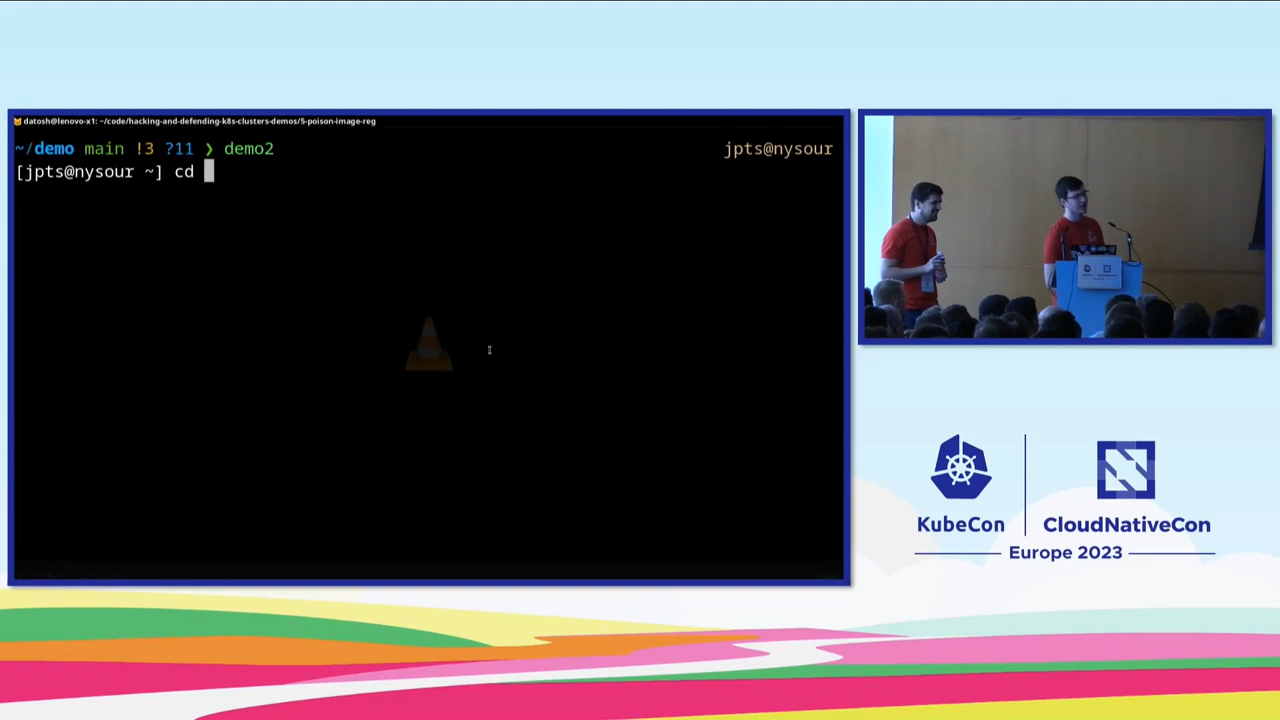 datosh@lenovo-x1: ~/code/hacking-and-defending-k8s-clusters-demos/5-poison-image-reg
~/demo main !3 ?11 ❯ demo2 jpts@nysour
[jpts@nysour ~] cd
KubeCon CloudNativeCon
Europe 2023